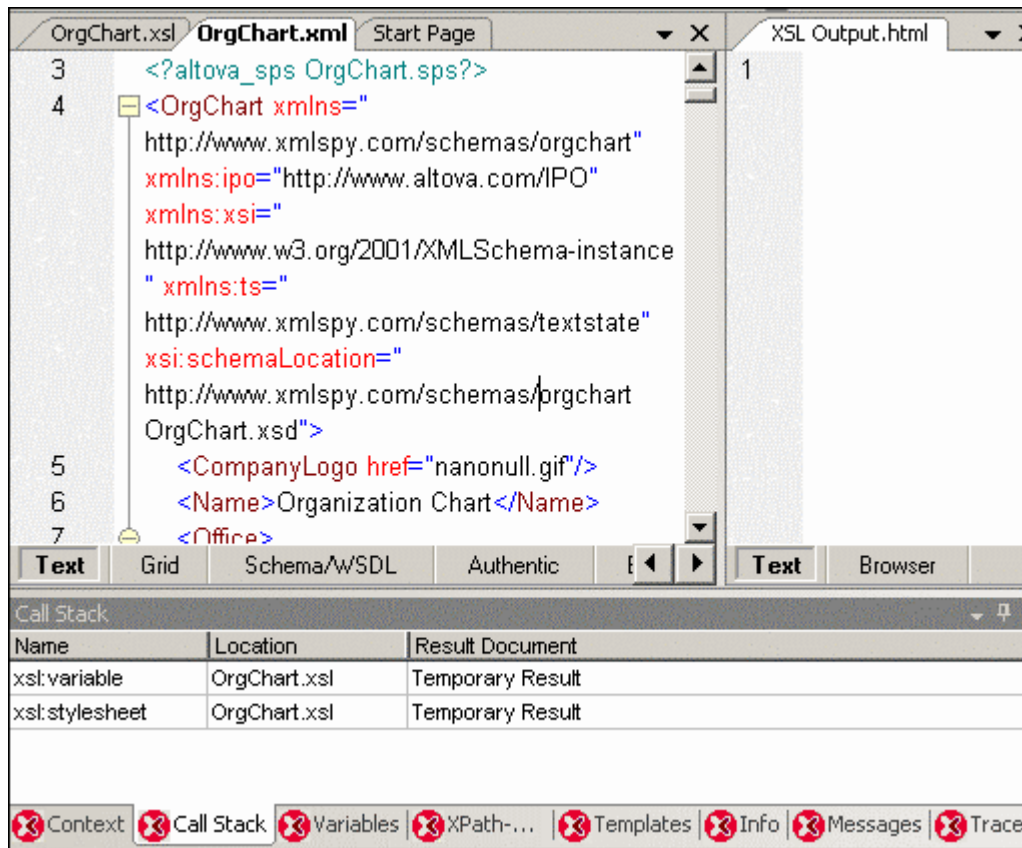 OrgChart.xsl OrgChart.xml Start Page
XSL Output.html
3 <?altova_sps OrgChart.sps?>
4 <OrgChart xmlns="
http://www.xmlspy.com/schemas/orgchart"
xmlns:ipo="http://www.altova.com/IPO"
xmlns:xsi="
http://www.w3.org/2001/XMLSchema-instance
" xmlns:ts="
http://www.xmlspy.com/schemas/textstate"
xsi:schemaLocation="
http://www.xmlspy.com/schemas/orgchart
OrgChart.xsd">
5 <CompanyLogo href="nanonull.gif"/>
6 <Name>Organization Chart</Name>
7 <Office>
Text Grid Schema/WSDL Authentic
1
Text Browser
Call Stack
Name Location Result Document
xsl:variable OrgChart.xsl Temporary Result
xsl:stylesheet OrgChart.xsl Temporary Result
Context Call Stack Variables XPath-... Templates Info Messages Trace